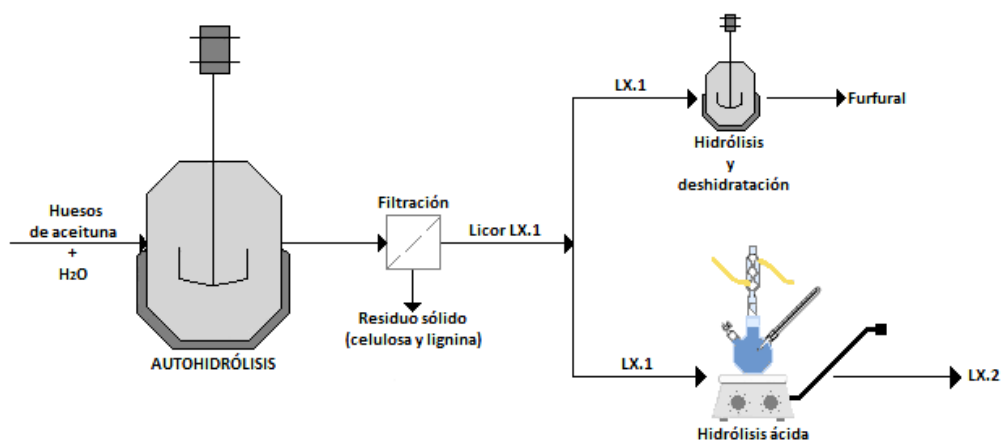 Huesos
de aceituna
+
H2O
AUTOHIDRÓLISIS
Filtración
Residuo sólido
(celulosa y lignina)
Licor LX.1
LX.1
Hidrólisis
y
deshidratación
Furfural
LX.1
Hidrólisis ácida
LX.2